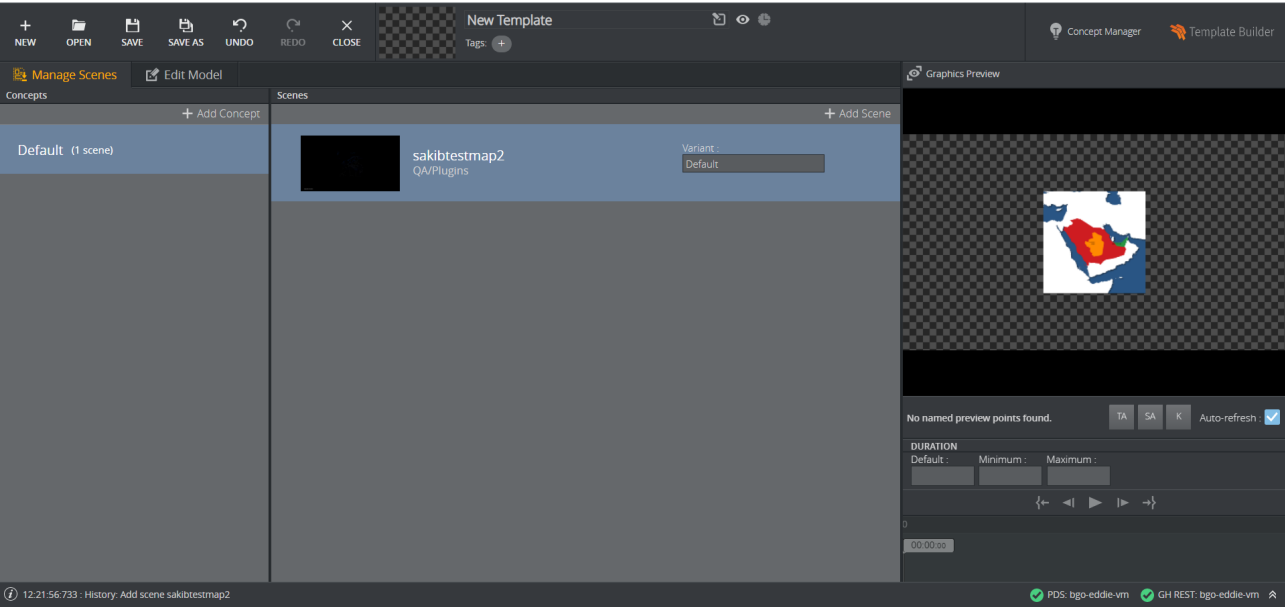 NEW OPEN SAVE SAVE AS UNDO REDO CLOSE
New Template
Tags: +
Concept Manager
Template Builder
Manage Scenes
Edit Model
Graphics Preview
Concepts
Scenes
+ Add Concept
+ Add Scene
Default (1 scene)
sakibtestmap2
QA/Plugins
Variant :
Default
No named preview points found.
TA SA K Auto-refresh :
DURATION
Default : Minimum : Maximum :
0
00:00:00
12:21:56:733 : History: Add scene sakibtestmap2
PDS: bgo-eddie-vm GH REST: bgo-eddie-vm